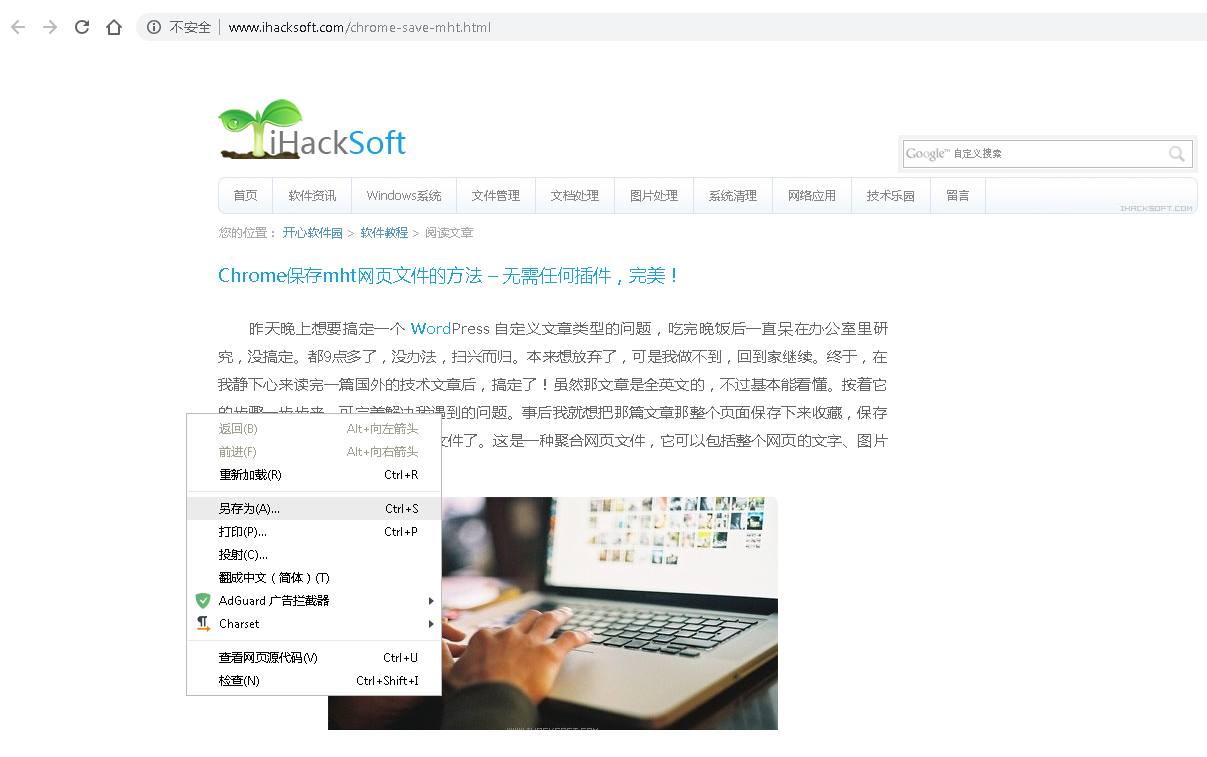 不安全 www.ihacksoft.com/chrome-save-mht.html
iHackSoft
Google™ 自定义搜索
首页 软件资讯 Windows系统 文件管理 文档处理 图片处理 系统清理 网络应用 技术乐园 留言
IHACKSOFT.COM
您的位置： 开心软件园 > 软件教程 > 阅读文章
Chrome保存mht网页文件的方法 – 无需任何插件，完美！
昨天晚上想要搞定一个 WordPress 自定义文章类型的问题，吃完晚饭后一直呆在办公室里研
究，没搞定。都9点多了，没办法，扫兴而归。本来想放弃了，可是我做不到，回到家继续。终于，在
我静下心来读完一篇国外的技术文章后，搞定了！虽然那文章是全英文的，不过基本能看懂。按着它
的步骤一步步来，可完美解决我遇到的问题。事后我就想把那篇文章那整个页面保存下来收藏，保存
文件了。这是一种聚合网页文件，它可以包括整个网页的文字、图片
返回(B) Alt+向左箭头
前进(F) Alt+向右箭头
重新加载(R) Ctrl+R
另存为(A)... Ctrl+S
打印(P)... Ctrl+P
投射(C)...
翻成中文（简体）(T)
AdGuard 广告拦截器
Charset
查看网页源代码(V) Ctrl+U
检查(N) Ctrl+Shift+I
WWW.IHACKSOFT.COM